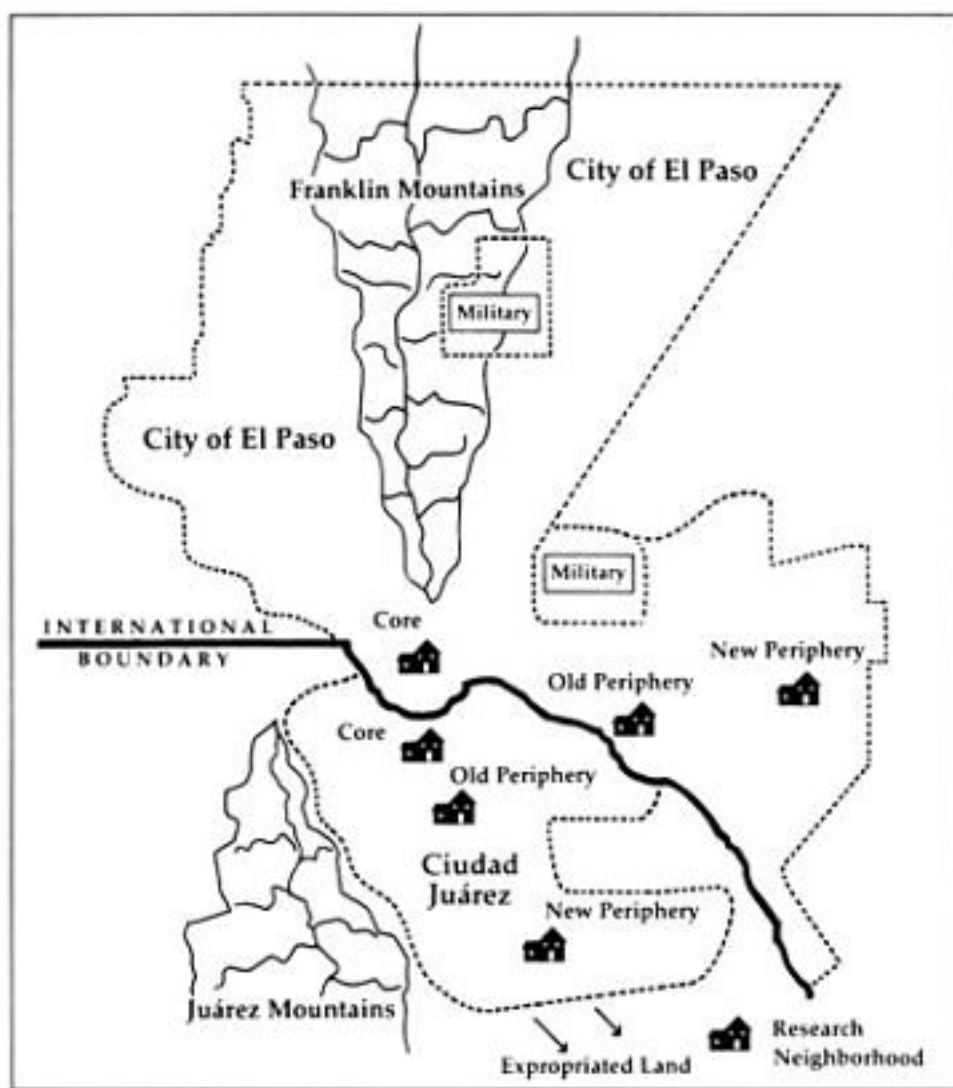 Franklin Mountains
City of El Paso
Military
City of El Paso
Military
INTERNATIONAL
BOUNDARY
Core
New Periphery
Old Periphery
Core
Old Periphery
Ciudad
Juárez
New Periphery
Juárez Mountains
Expropriated Land
Research
Neighborhood